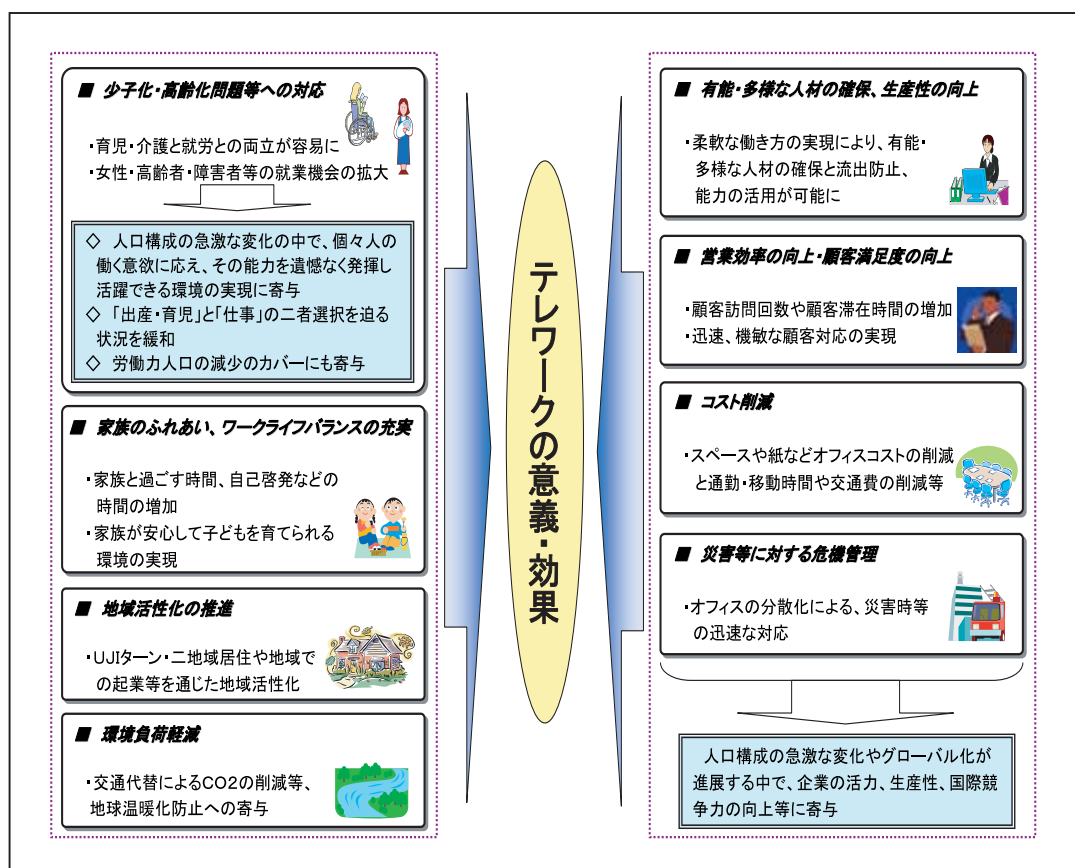 ■ 少子化・高齢化問題等への対応
・育児・介護と就労との両立が容易に
・女性・高齢者・障害者等の就業機会の拡大
◇ 人口構成の急激な変化の中で、個々人の
働く意欲に応え、その能力を遺憾なく発揮し
活躍できる環境の実現に寄与
◇ 「出産・育児」と「仕事」の二者選択を迫る
状況を緩和
◇ 労働力人口の減少のカバーにも寄与
■ 家族のふれあい、ワークライフバランスの充実
・家族と過ごす時間、自己啓発などの
時間の増加
・家族が安心して子どもを育てられる
環境の実現
■ 地域活性化の推進
・UJIターン・二地域居住や地域で
の起業等を通じた地域活性化
■ 環境負荷軽減
・交通代替によるCO2の削減等、
地球温暖化防止への寄与
テレワークの意義・効果
■ 有能・多様な人材の確保、生産性の向上
・柔軟な働き方の実現により、有能・
多様な人材の確保と流出防止、
能力の活用が可能に
■ 営業効率の向上・顧客満足度の向上
・顧客訪問回数や顧客滞在時間の増加
・迅速、機敏な顧客対応の実現
■ コスト削減
・スペースや紙などオフィスコストの削減
と通勤・移動時間や交通費の削減等
■ 災害等に対する危機管理
・オフィスの分散化による、災害時等
の迅速な対応
人口構成の急激な変化やグローバル化が
進展する中で、企業の活力、生産性、国際競
争力の向上等に寄与